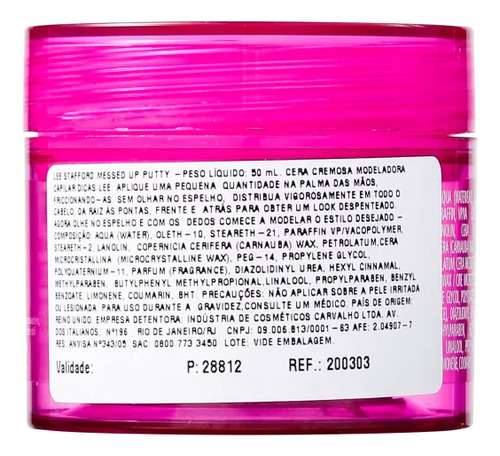 LEE STAFFORD MESSED UP PUTTY – PESO LÍQUIDO: 50 mL. CERA CREMOSA MODELADORA
CAPILAR DICAS LEE: APLIQUE UMA PEQUENA QUANTIDADE NA PALMA DAS MÃOS,
FRICCIONANDO-AS. SEM OLHAR NO ESPELHO, DISTRIBUA VIGOROSAMENTE EM TODO O
CABELO, DA RAIZ ÀS PONTAS, FRENTE E ATRÁS PARA OBTER UM LOOK DESPENTEADO.
AGORA OLHE NO ESPELHO E COM OS DEDOS COMECE A MODELAR O ESTILO DESEJADO –
COMPOSIÇÃO: AQUA (WATER), OLETH-10, STEARETH-21, PARAFFIN VP/VACOPOLYMER,
STEARETH-2, LANOLIN, COPERNICIA CERIFERA (CARNAUBA) WAX, PETROLATUM,CERA
MICROCRISTALLINA (MICROCRYSTALLINE WAX), PEG-14, PROPYLENE GLYCOL,
POLYQUATERNIUM-11, PARFUM (FRAGRANCE), DIAZOLIDINYL UREA, HEXYL CINNAMAL,
METHYLPARABEN, BUTYLPHENYL METHYLPROPIONAL,LINALOOL, PROPYLPARABEN, BENZYL
BENZOATE, LIMONENE, COUMARIN, BHT. PRECAUÇÕES: NÃO APLICAR SOBRE A PELE IRRITADA
OU LESIONADA. PARA USO DURANTE A GRAVIDEZ,CONSULTE UM MÉDICO. PAÍS DE ORIGEM:
REINO UNIDO, EMPRESA DETENTORA: INDÚSTRIA DE COSMÉTICOS CARVALHO LTDA. AV.
DOS ITALIANOS, Nº196 RIO DE JANEIRO/RJ CNPJ: 09.006.813/0001-63 AFE 2.04907-7
RES. ANVISA Nº343/05 SAC: 0800 773 3450 LOTE: VIDE EMBALAGEM.
Validade: P: 28812 REF.: 200303